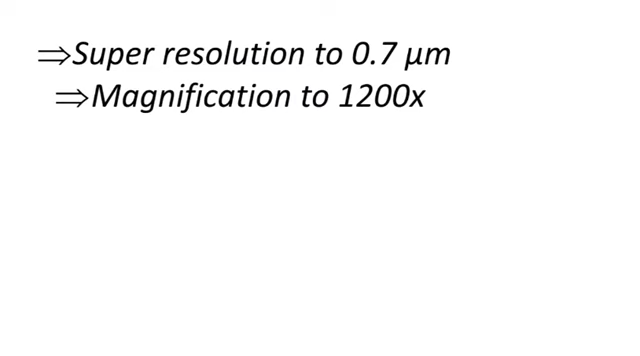 ⇒Super resolution to 0.7 µm
⇒Magnification to 1200x